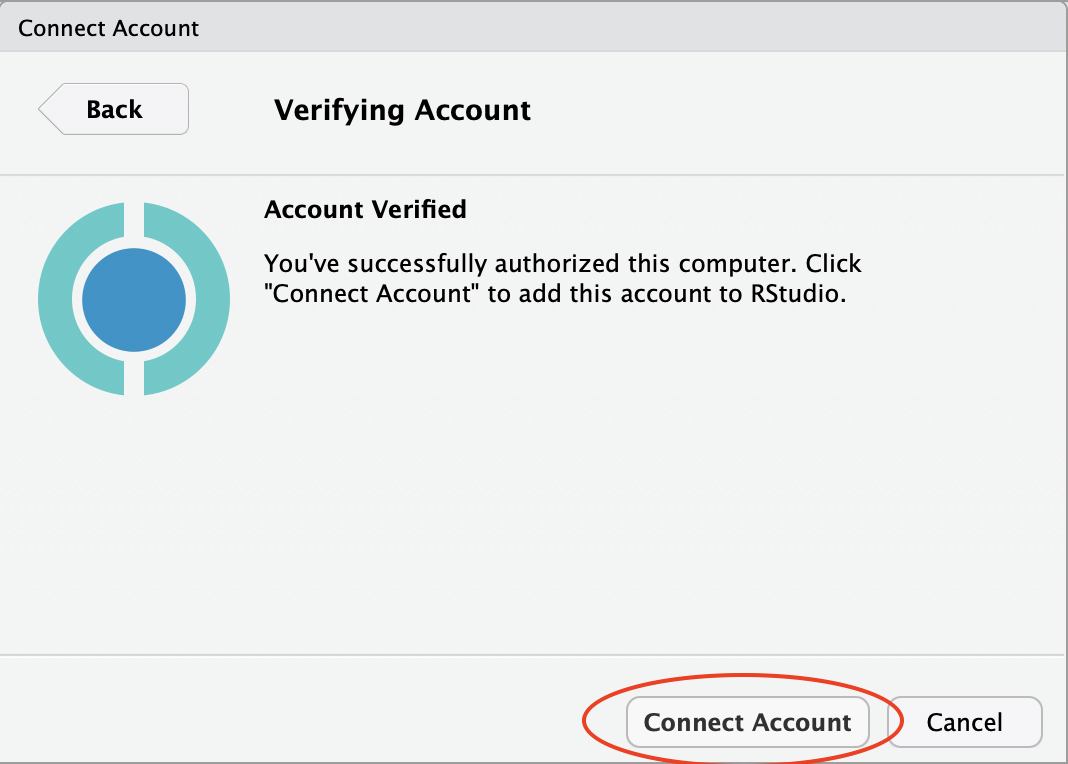 Connect Account
Back
Verifying Account
Account Verified
You've successfully authorized this computer. Click
"Connect Account" to add this account to RStudio.
Connect Account
Cancel